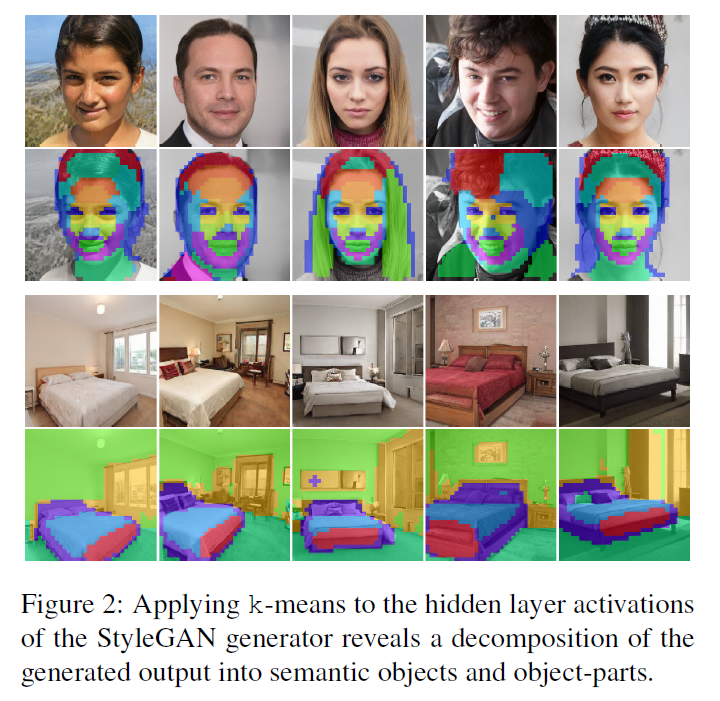 Figure 2: Applying k-means to the hidden layer activations
of the StyleGAN generator reveals a decomposition of the
generated output into semantic objects and object-parts.